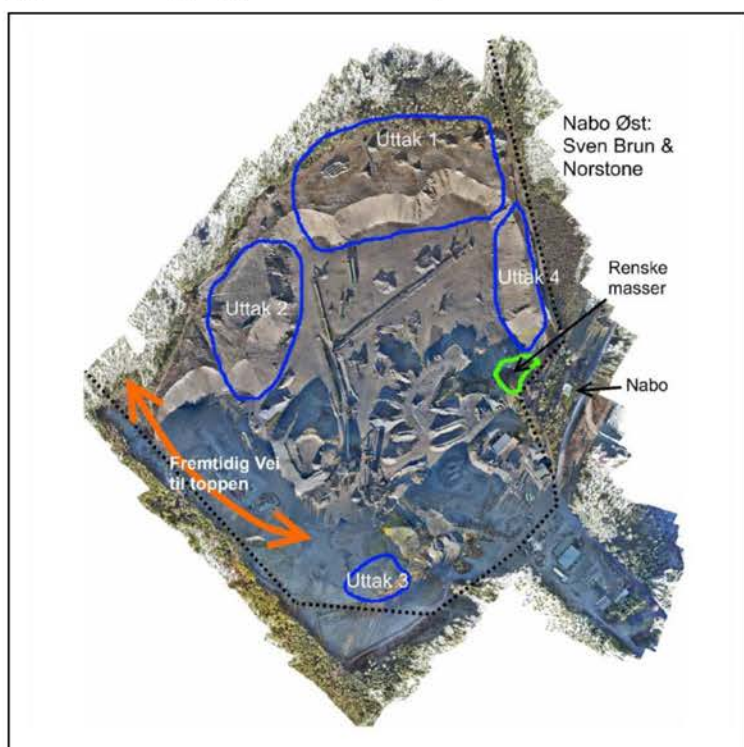 Uttak 1
Nabo Øst:
Sven Brun &
Norstone
Uttak 4
Renske
masser
Uttak 2
Nabo
Fremtidig Vei
til toppen
Uttak 3